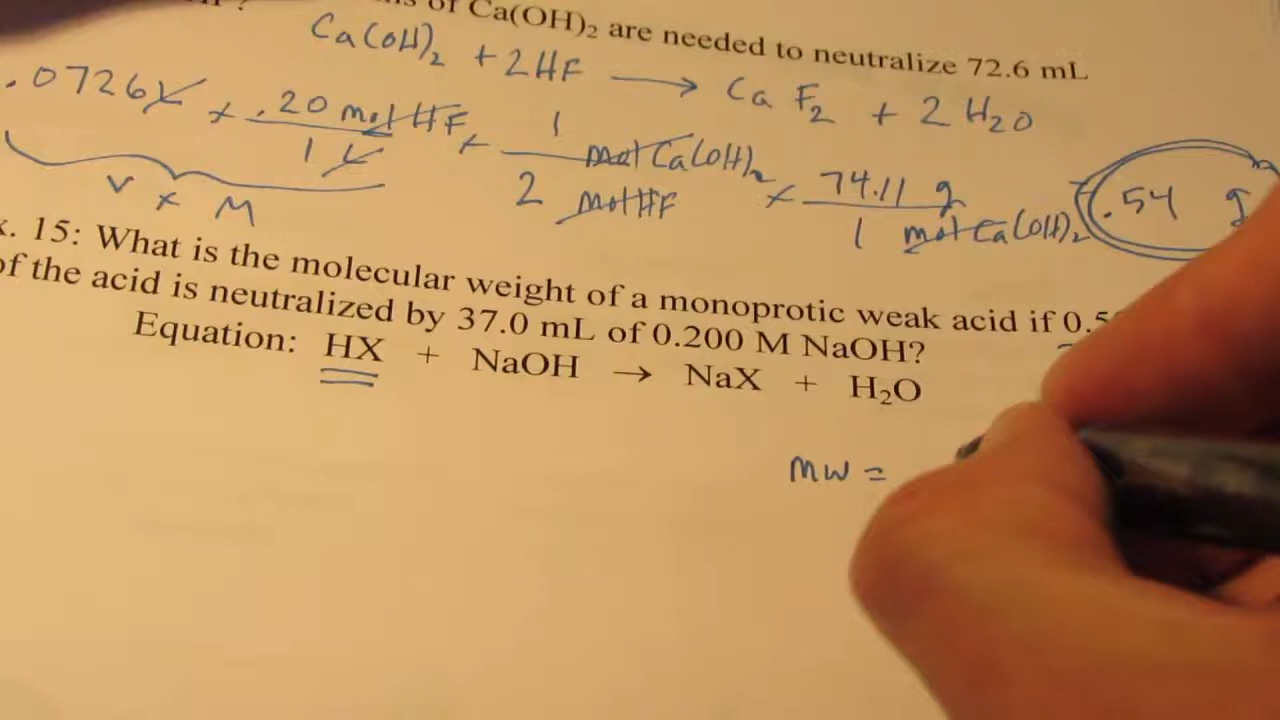 of Ca(OH)₂ are needed to neutralize 72.6 mL
Ca(OH)₂ + 2HF → CaF₂ + 2 H₂O
.0726L x .20 mol HF / 1 L x 1 mol Ca(OH)₂ / 2 mol HF x 74.11 g / 1 mol Ca(OH)₂ .54 g
V x M
15: What is the molecular weight of a monoprotic weak acid if
of the acid is neutralized by 37.0 mL of 0.200 M NaOH?
Equation: HX + NaOH → NaX + H₂O
MW =